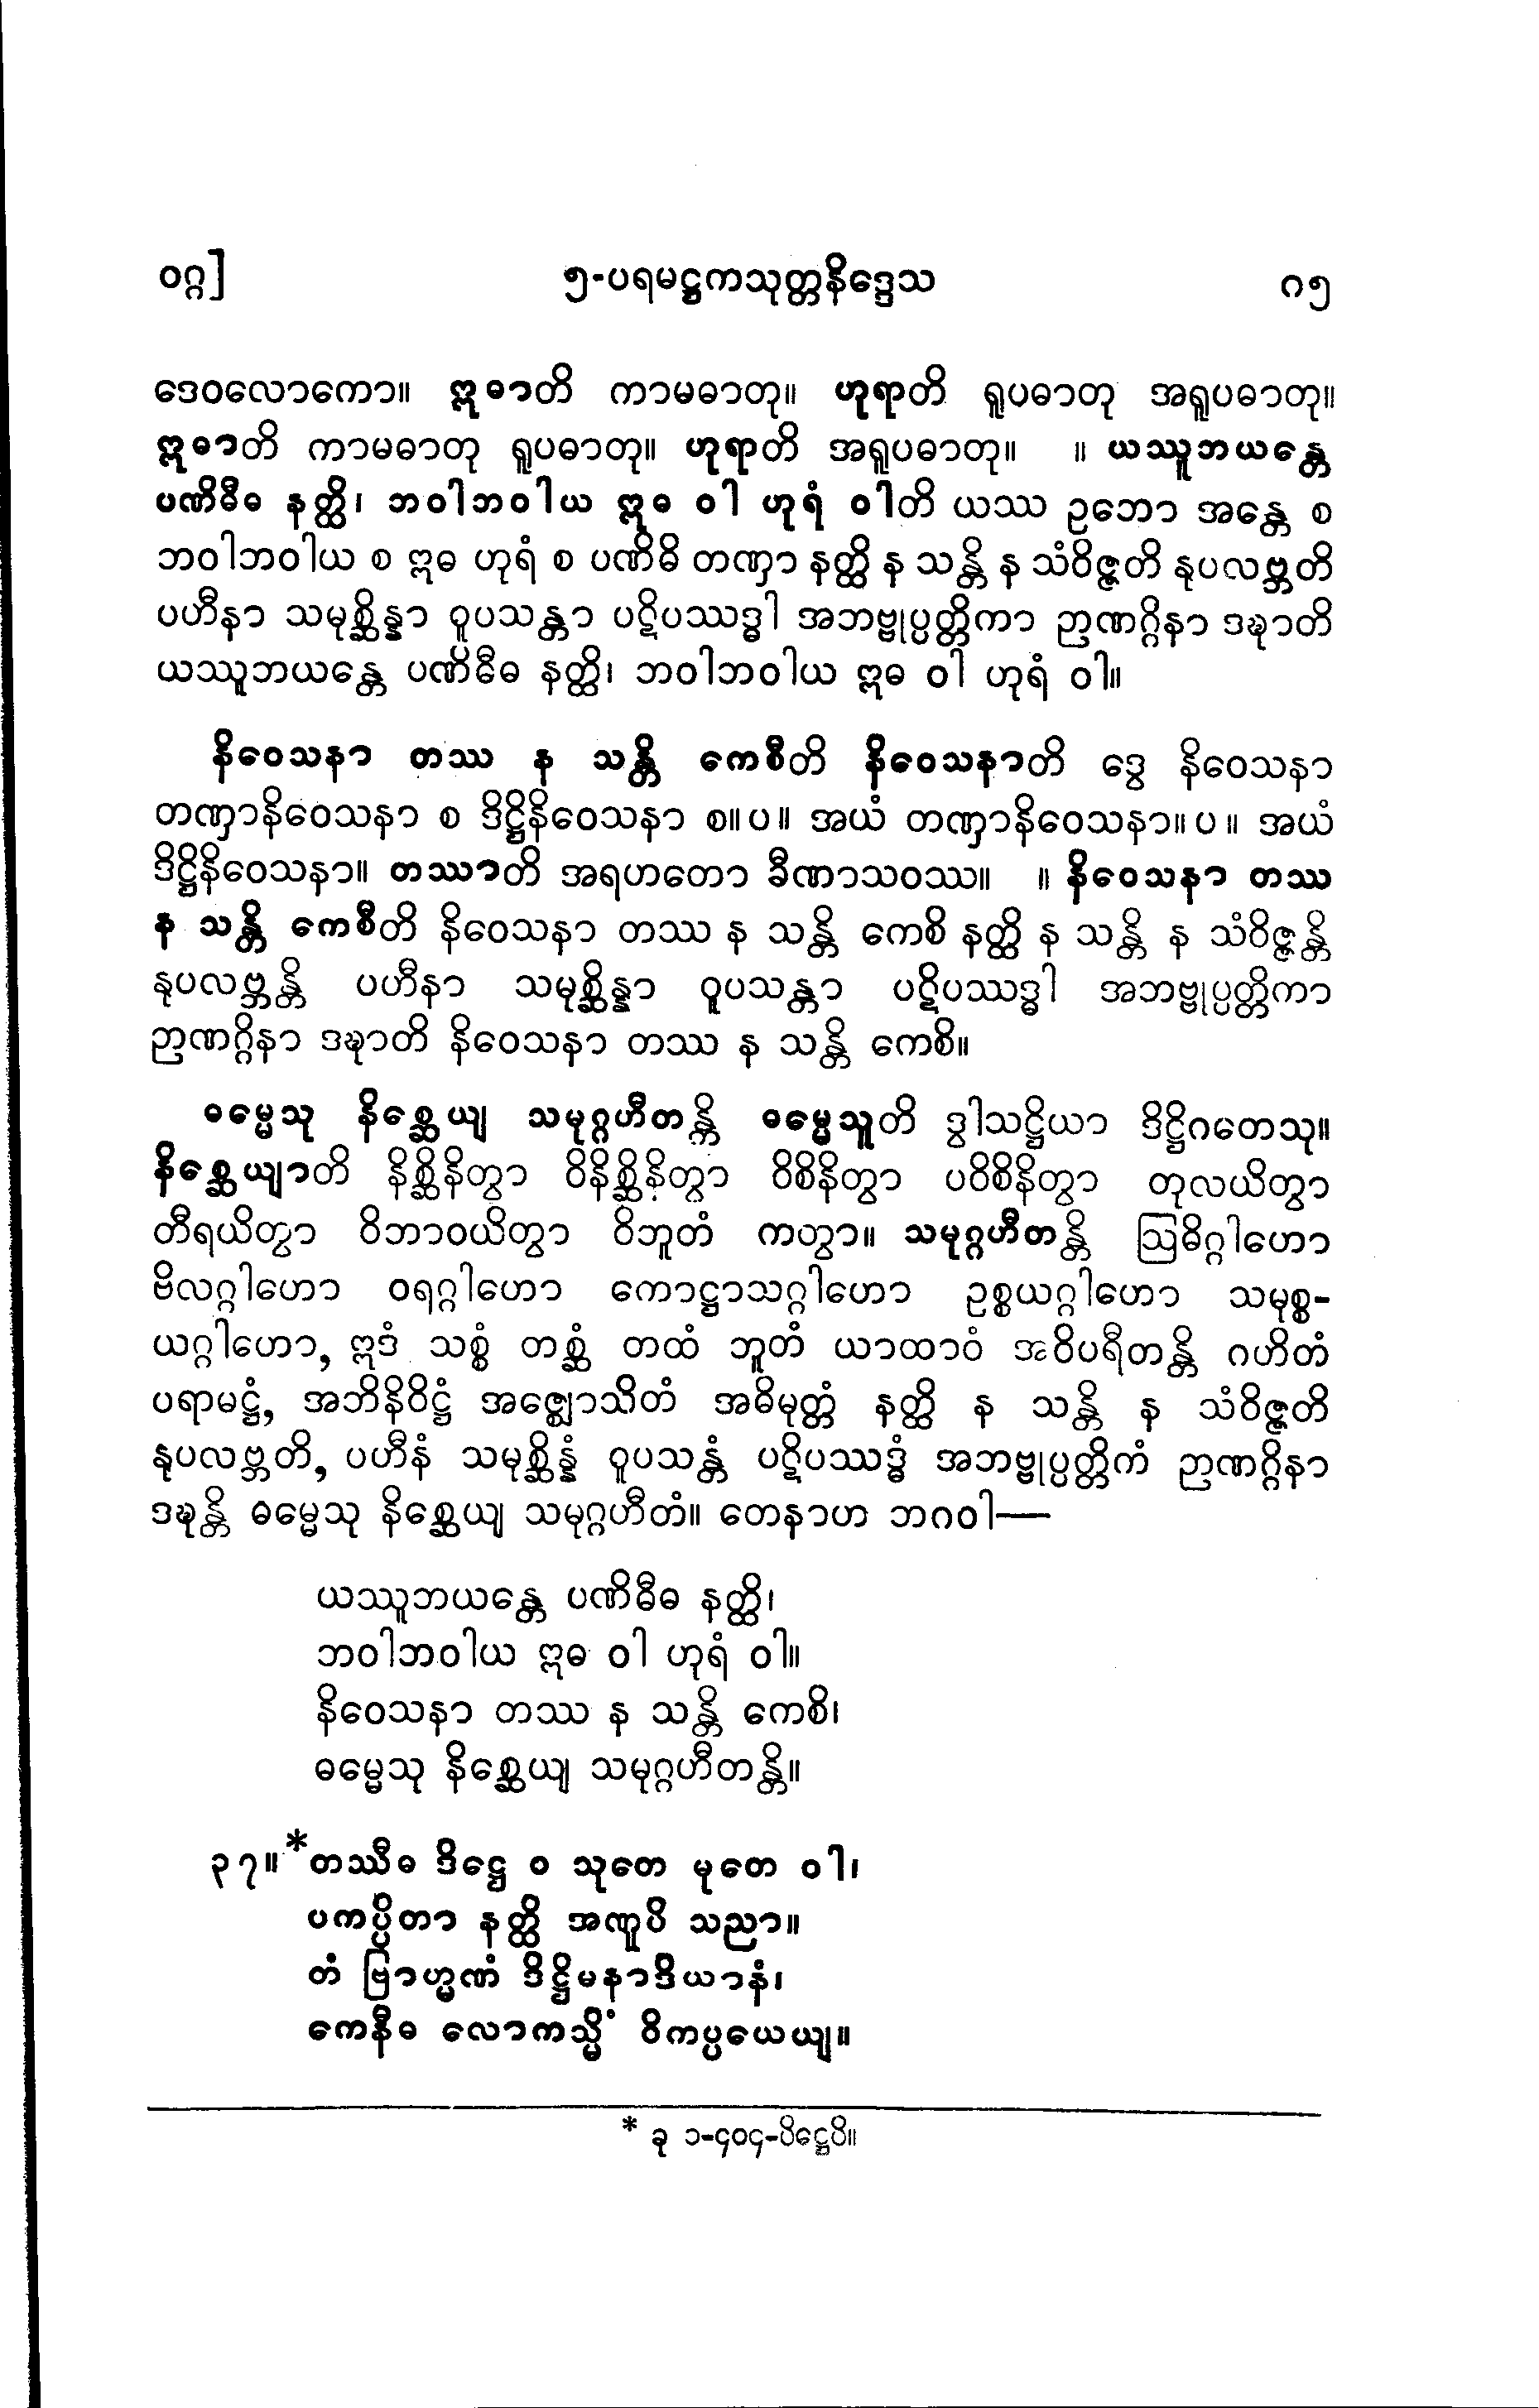 ဝဂ္ဂ] ၅-ပရမဋ္ဌကသုတ္တနိဒ္ဒေသ ဂ၅
ဒေဝလောကော။ ဣဓာတိ ကာမဓာတု။ ဟုရာတိ ရူပဓာတု အရူပဓာတု။
ဣဓာတိ ကာမဓာတု ရူပဓာတု။ ဟုရာတိ အရူပဓာတု။ ။ ယဿူဘယန္တေ
ပဏိဓီဓ နတ္ထိ၊ ဘဝါဘဝါယ ဣဓ ဝါ ဟုရံ ဝါတိ ယဿ ဥဘော အန္တေ စ
ဘဝါဘဝါယ စ ဣဓ ဟုရံ စ ပဏိဓိ တဏှာ နတ္ထိ န သန္တိ န သံဝိဇ္ဇတိ နုပလဗ္ဘတိ
ပဟီနာ သမုစ္ဆိန္နာ ဝူပသန္တာ ပဋိပဿဒ္ဓါ အဘဗ္ဗုပ္ပတ္တိကာ ဉာဏဂ္ဂိနာ ဒဍ္ဎာတိ
ယဿူဘယန္တေ ပဏိဓီဓ နတ္ထိ၊ ဘဝါဘဝါယ ဣဓ ဝါ ဟုရံ ဝါ။
နိဝေသနာ တဿ န သန္တိ ကေစီတိ နိဝေသနာတိ ဒွေ နိဝေသနာ
တဏှာနိဝေသနာ စ ဒိဋ္ဌိနိဝေသနာ စ။ပ။ အယံ တဏှာနိဝေသနာ။ပ။ အယံ
ဒိဋ္ဌိနိဝေသနာ။ တဿာတိ အရဟတော ခီဏာသဝဿ။ ။ နိဝေသနာ တဿ
န သန္တိ ကေစီတိ နိဝေသနာ တဿ န သန္တိ ကေစိ နတ္ထိ န သန္တိ န သံဝိဇ္ဇန္တိ
နုပလဗ္ဘန္တိ ပဟီနာ သမုစ္ဆိန္နာ ဝူပသန္တာ ပဋိပဿဒ္ဓါ အဘဗ္ဗုပ္ပတ္တိကာ
ဉာဏဂ္ဂိနာ ဒဍ္ဎာတိ နိဝေသနာ တဿ န သန္တိ ကေစိ။
ဓမ္မေသု နိစ္ဆေယျ သမုဂ္ဂဟီတန္တိ ဓမ္မေသူတိ ဒွါသဋ္ဌိယာ ဒိဋ္ဌိဂတေသု။
နိစ္ဆေယျာတိ နိစ္ဆိနိတွာ ဝိနိစ္ဆိနိတွာ ဝိစိနိတွာ ပဝိစိနိတွာ တုလယိတွာ
တီရယိတွာ ဝိဘာဝယိတွာ ဝိဘူတံ ကတွာ။ သမုဂ္ဂဟီတန္တိ ဩဓိဂ္ဂါဟော
ဗိလဂ္ဂါဟော ဝရဂ္ဂါဟော ကောဋ္ဌာသဂ္ဂါဟော ဥစ္စယဂ္ဂါဟော သမုစ္စ-
ယဂ္ဂါဟော, ဣဒံ သစ္စံ တစ္ဆံ တထံ ဘူတံ ယာထာဝံ အဝိပရီတန္တိ ဂဟိတံ
ပရာမဋ္ဌံ, အဘိနိဝိဋ္ဌံ အဇ္ဈောသိတံ အဓိမုတ္တံ နတ္ထိ န သန္တိ န သံဝိဇ္ဇတိ
နုပလဗ္ဘတိ, ပဟီနံ သမုစ္ဆိန္နံ ဝူပသန္တံ ပဋိပဿဒ္ဓံ အဘဗ္ဗုပ္ပတ္တိကံ ဉာဏဂ္ဂိနာ
ဒဍ္ဎန္တိ ဓမ္မေသု နိစ္ဆေယျ သမုဂ္ဂဟီတံ။ တေနာဟ ဘဂဝါ—
ယဿူဘယန္တေ ပဏိဓီဓ နတ္ထိ၊
ဘဝါဘဝါယ ဣဓ ဝါ ဟုရံ ဝါ။
နိဝေသနာ တဿ န သန္တိ ကေစိ၊
ဓမ္မေသု နိစ္ဆေယျ သမုဂ္ဂဟီတန္တိ။
၃၇။ *တဿီဓ ဒိဋ္ဌေ ဝ သုတေ မုတေ ဝါ၊
ပကပ္ပိတာ နတ္ထိ အဏူပိ သညာ။
တံ ဗြာဟ္မဏံ ဒိဋ္ဌိမနာဒိယာနံ၊
ကေနီဓ လောကသ္မိံ ဝိကပ္ပယေယျ။
* ခု ၁-၄၀၄-ပိဋ္ဌေပိ။